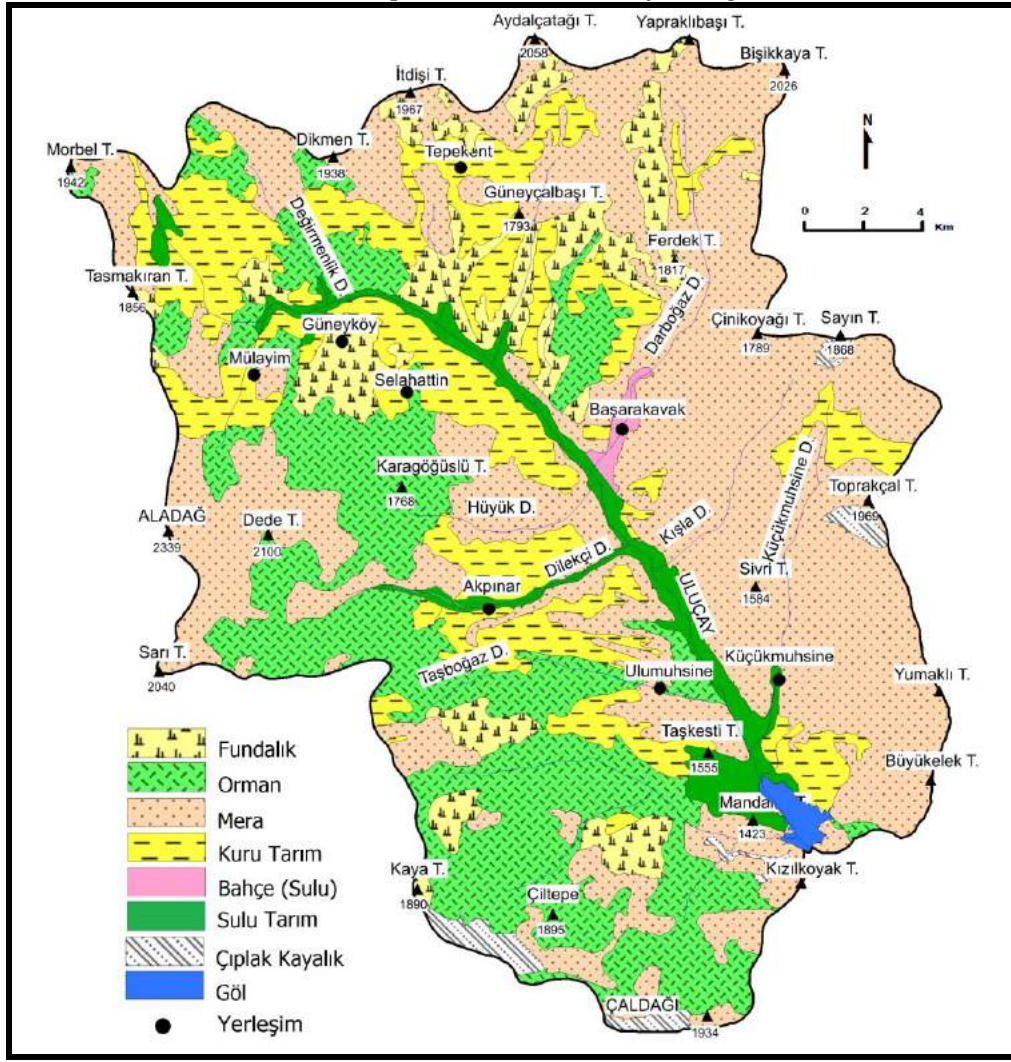 Aydalçatağı T.
2058
Yapraklıbaşı T.
Bişikkaya T.
2026
İtdişi T.
1967
N
Morbel T.
1942
Dikmen T.
1938
Tepekent
Güneyçalbaşı T.
1793
0 2 4
Km
Değirmenlik D.
Ferdek T.
1817
Tasmakıran T.
1856
Darboğaz D.
Güneyköy
Çinikoyağı T.
1789
Sayın T.
1868
Mülayim
Selahattin
Başarakavak
Karagöğüslü T.
1768
Küçükmuhsine D.
Toprakçal T.
1969
ALADAĞ
2339
Dede T.
2100
Hüyük D.
Kışla D.
Dilekçi D.
Akpınar
Sivri T.
1584
ULUÇAY
Sarı T.
2040
Taşboğaz D.
Ulumuhsine
Küçükmuhsine
Yumaklı T.
Taşkesti T.
1555
Büyükelek T.
1423
Kızılkoyak T.
Kaya T.
1890
Çiltepe
1895
ÇALDAĞI
1934
Fundalık
Orman
Mera
Kuru Tarım
Bahçe (Sulu)
Sulu Tarım
Çıplak Kayalık
Göl
Yerleşim